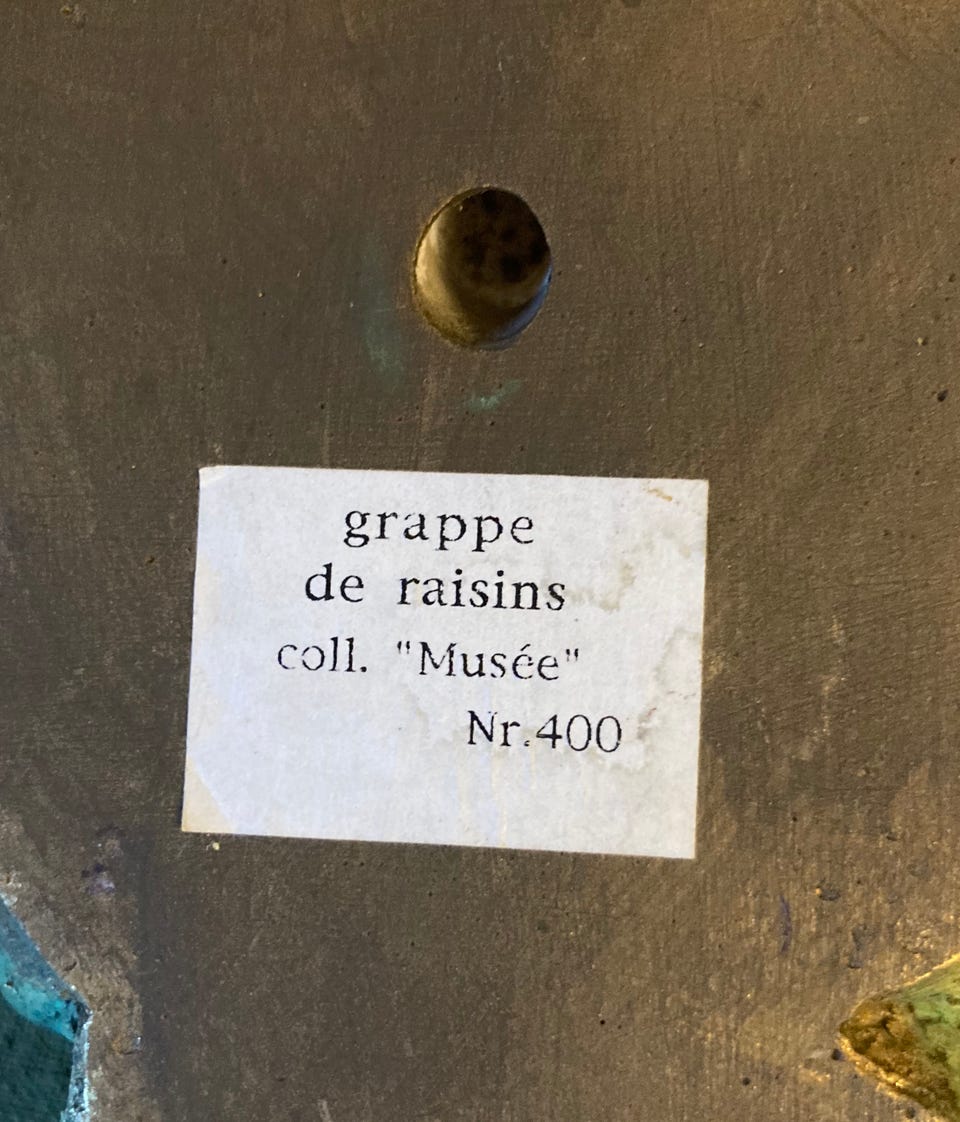 grappe
de raisins
coll. "Musée"
Nr.400